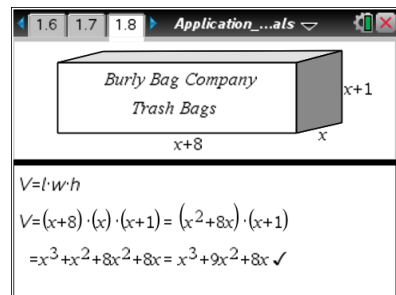 1.6 1.7 1.8 Application_...als
Burly Bag Company
Trash Bags
x+1
x
x+8
V=l·w·h
V=(x+8)·(x)·(x+1)=(x²+8x)·(x+1)
=x³+x²+8x²+8x=x³+9x²+8x✓